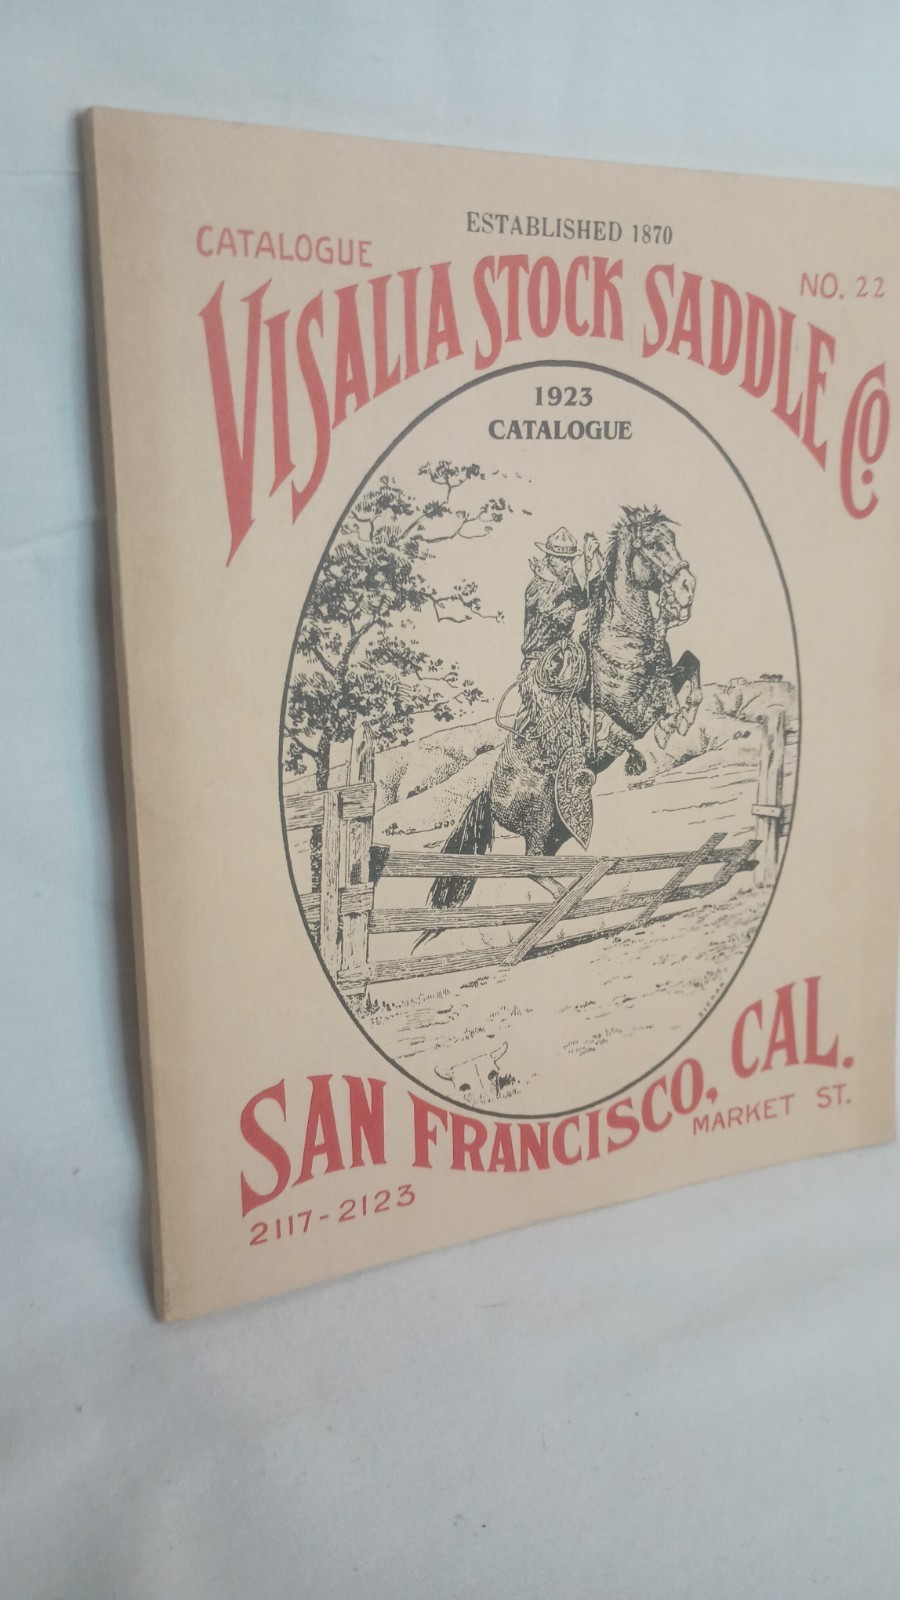 ESTABLISHED 1870
CATALOGUE NO. 22
VISALIA STOCK SADDLE CO.
1923
CATALOGUE
SAN FRANCISCO, CAL.
2117-2123 MARKET ST.